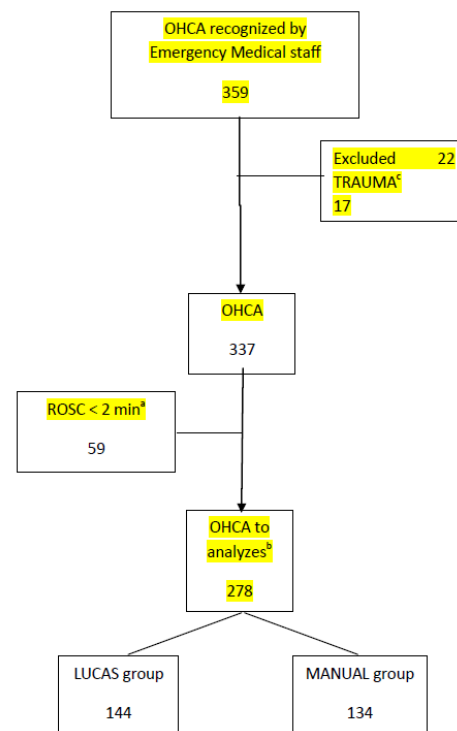 OHCA recognized by
Emergency Medical staff
359
Excluded 22
TRAUMAᶜ
17
OHCA
337
ROSC < 2 minᵃ
59
OHCA to
analyzesᵇ
278
LUCAS group
144
MANUAL group
134